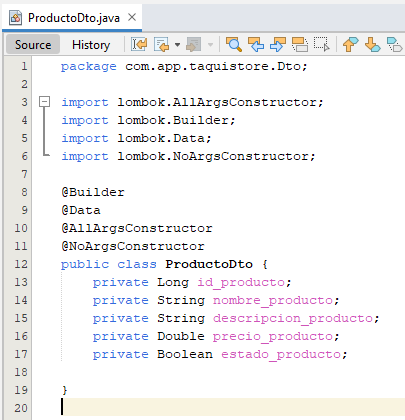 ProductoDto.java
Source History
1 package com.app.taquistore.Dto;
2
3 import lombok.AllArgsConstructor;
4 import lombok.Builder;
5 import lombok.Data;
6 import lombok.NoArgsConstructor;
7
8 @Builder
9 @Data
10 @AllArgsConstructor
11 @NoArgsConstructor
12 public class ProductoDto {
13 private Long id_producto;
14 private String nombre_producto;
15 private String descripcion_producto;
16 private Double precio_producto;
17 private Boolean estado_producto;
18
19 }
20